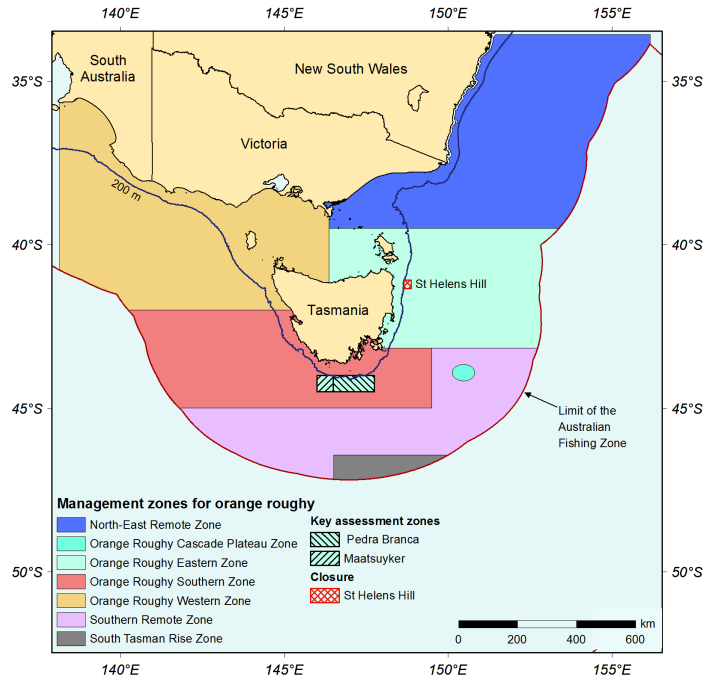 140°E
145°E
150°E
155°E
35°S
35°S
South
Australia
New South Wales
Victoria
200 m
40°S
40°S
St Helens Hill
Tasmania
45°S
45°S
Limit of the
Australian
Fishing Zone
Management zones for orange roughy
North-East Remote Zone
Orange Roughy Cascade Plateau Zone
Orange Roughy Eastern Zone
Orange Roughy Southern Zone
Orange Roughy Western Zone
Southern Remote Zone
South Tasman Rise Zone
Key assessment zones
Pedra Branca
Maatsuyker
Closure
St Helens Hill
50°S
50°S
km
0
200
400
600
140°E
145°E
150°E
155°E